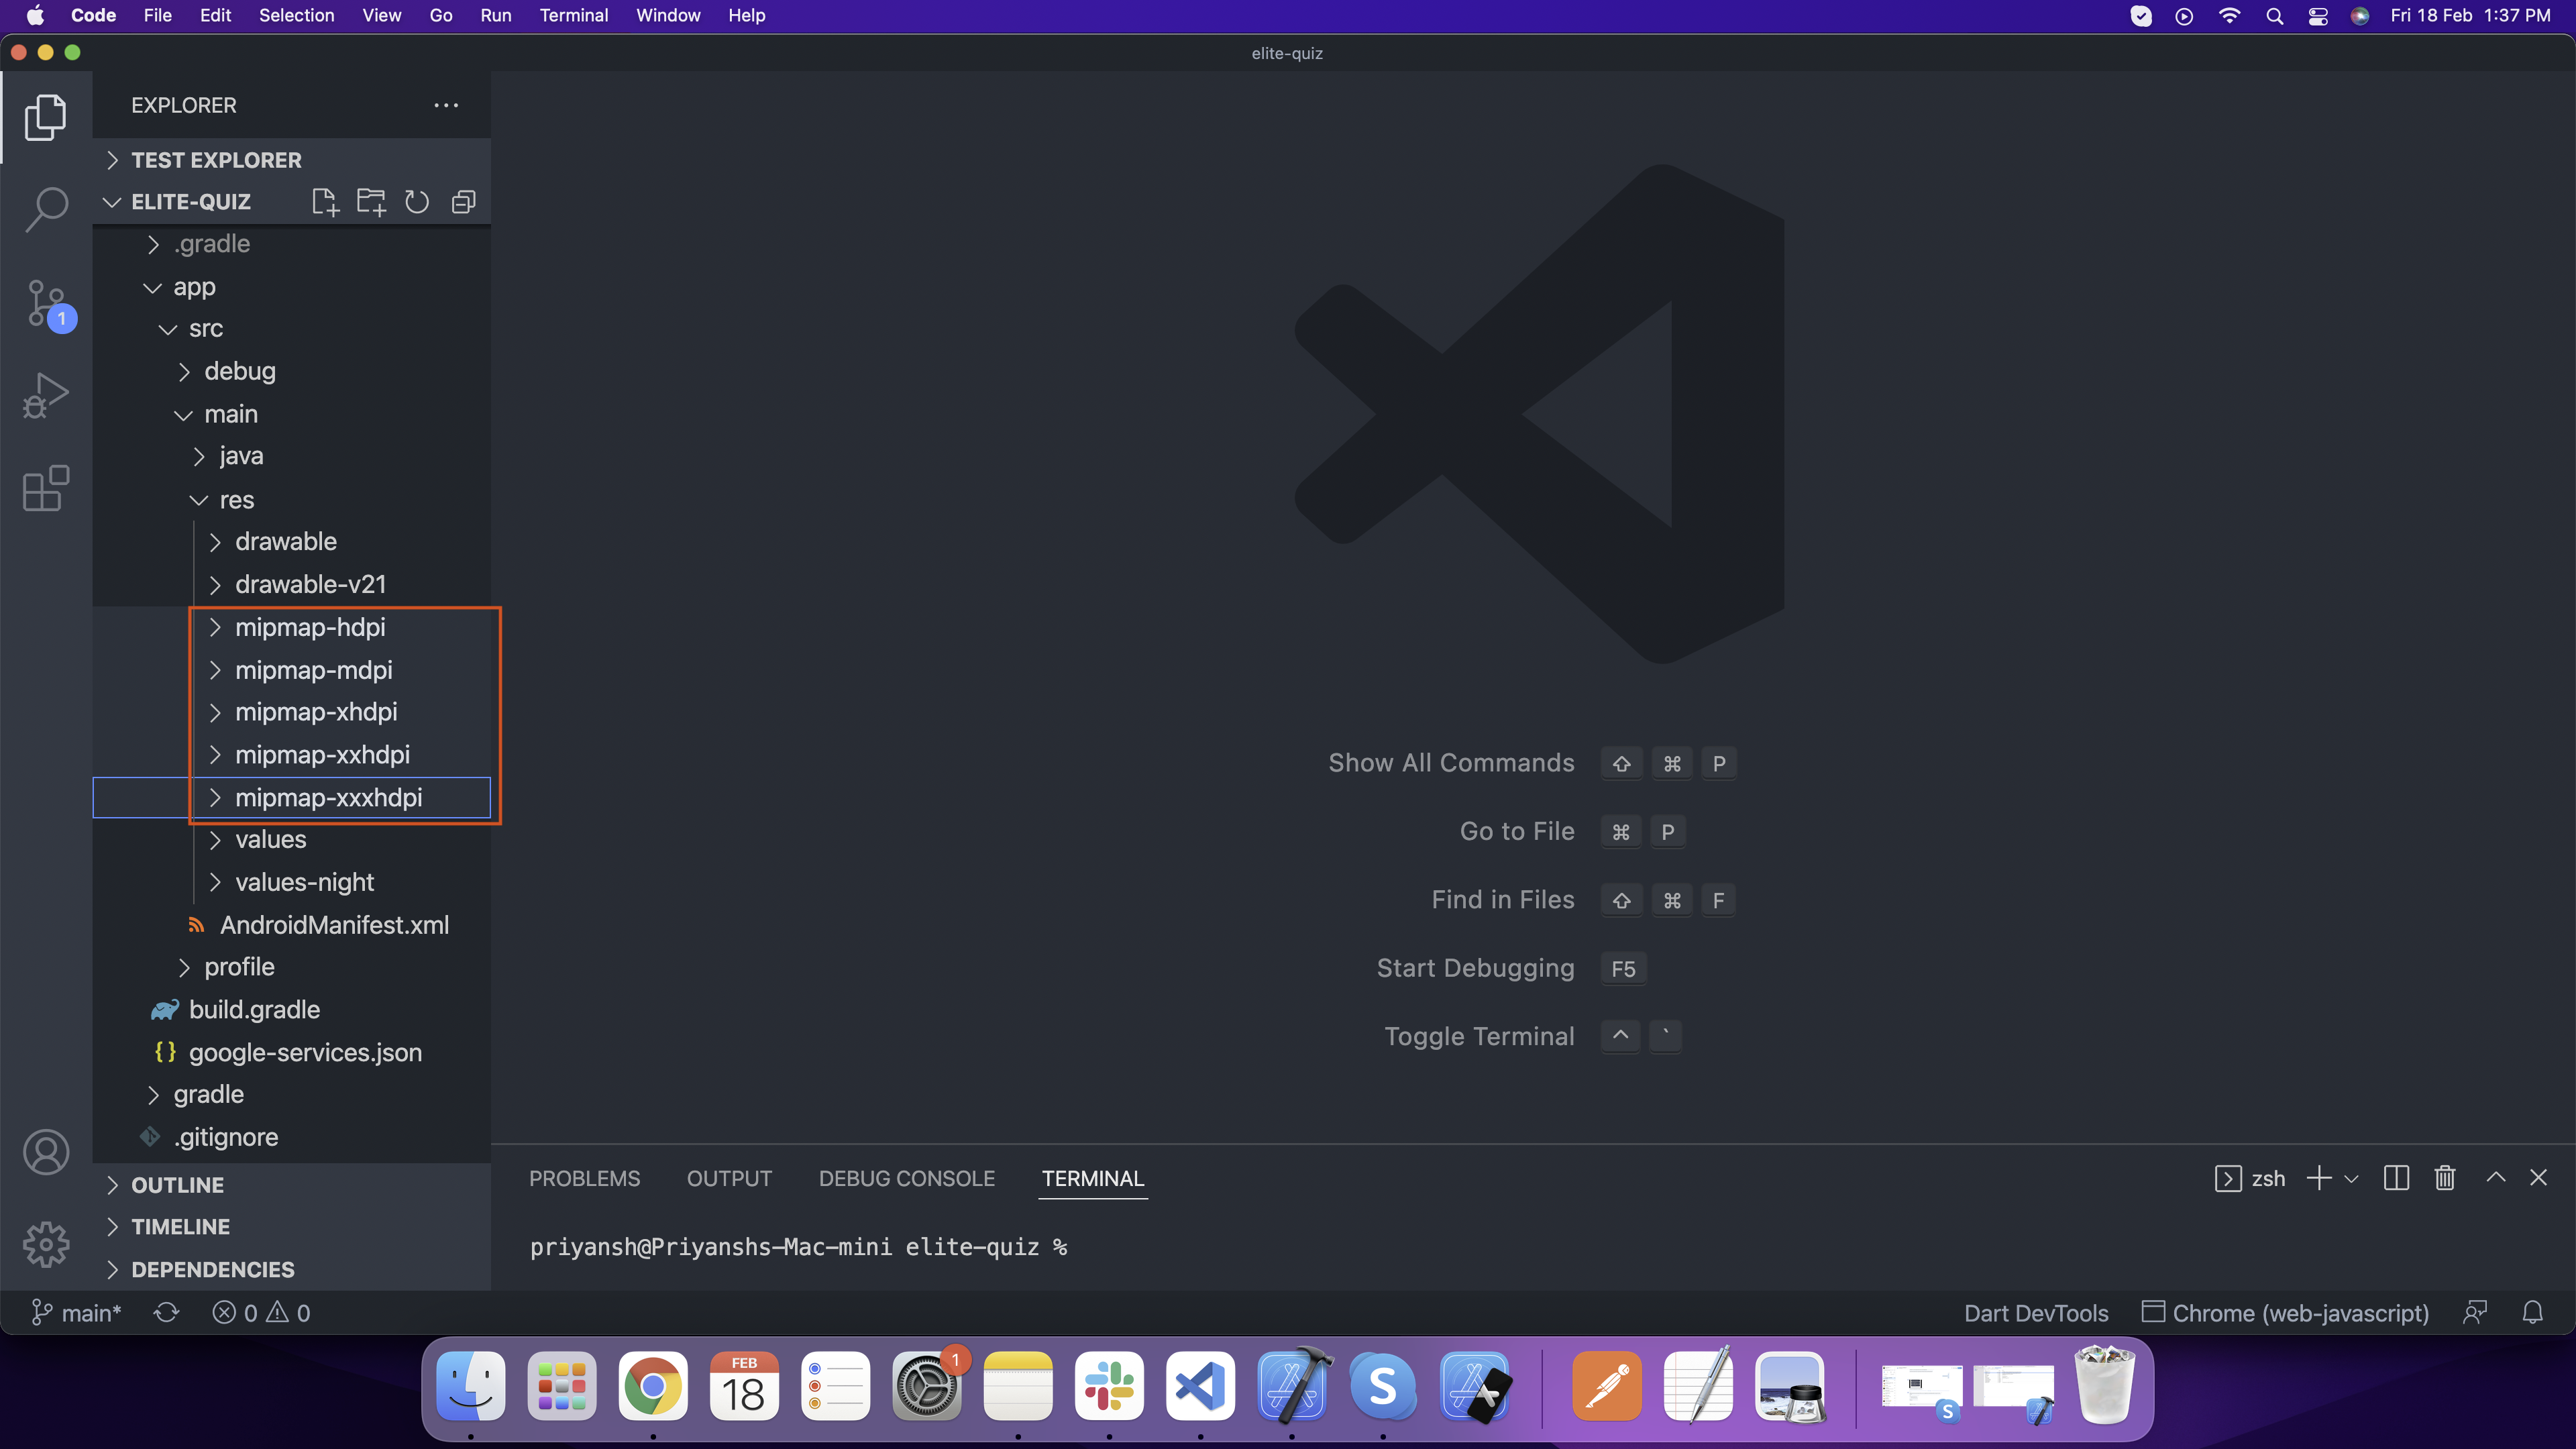 Code File Edit Selection View Go Run Terminal Window Help Fri 18 Feb 1:37 PM
elite-quiz
EXPLORER
TEST EXPLORER
ELITE-QUIZ
.gradle
app
src
1
debug
main
java
res
drawable
drawable-v21
mipmap-hdpi
mipmap-mdpi
mipmap-xhdpi
mipmap-xxhdpi
mipmap-xxxhdpi
values
values-night
AndroidManifest.xml
profile
build.gradle
{} google-services.json
gradle
.gitignore
OUTLINE
TIMELINE
DEPENDENCIES
Show All Commands ⇧ ⌘ P
Go to File ⌘ P
Find in Files ⇧ ⌘ F
Start Debugging F5
Toggle Terminal ^ `
PROBLEMS OUTPUT DEBUG CONSOLE TERMINAL zsh
priyansh@Priyanshs-Mac-mini elite-quiz %
main* 0 0 Dart DevTools Chrome (web-javascript)
FEB
18
1
S
S